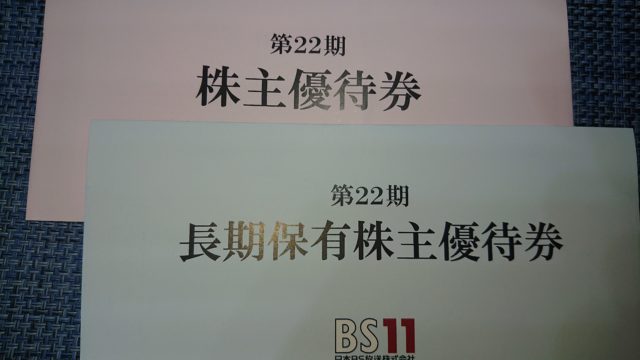 第22期
株主優待券
第22期
長期保有株主優待券
BS11
日本BS放送株式会社